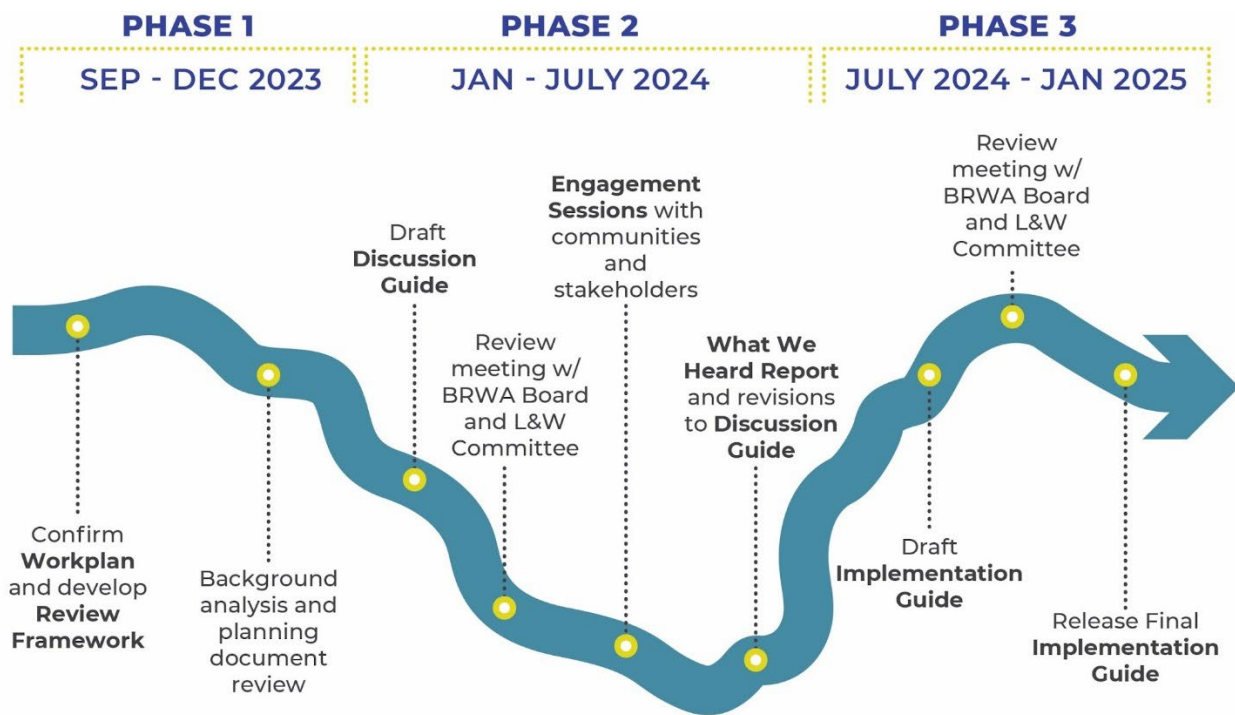 PHASE 1
SEP - DEC 2023
PHASE 2
JAN - JULY 2024
PHASE 3
JULY 2024 - JAN 2025
Confirm
Workplan
and develop
Review
Framework
Background
analysis and
planning
document
review
Draft
Discussion
Guide
Review
meeting w/
BRWA Board
and L&W
Committee
Engagement
Sessions with
communities
and
stakeholders
What We
Heard Report
and revisions
to Discussion
Guide
Draft
Implementation
Guide
Review
meeting w/
BRWA Board
and L&W
Committee
Release Final
Implementation
Guide